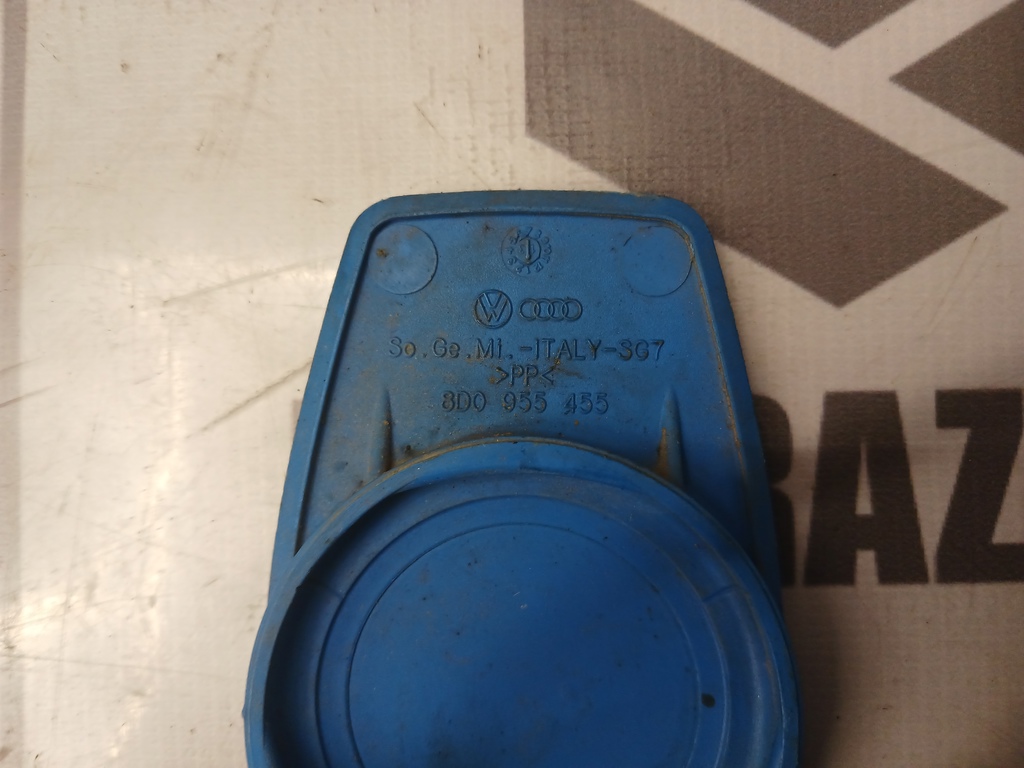 So.Ge.Mi.-ITALY-SG7
>PP<
8D0 955 455
RAZ